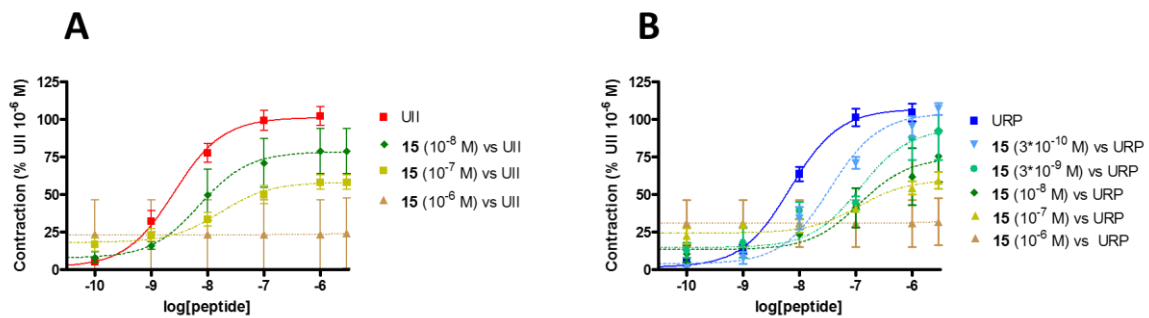 A
Contraction (% UII 10⁻⁶ M)
125
100
75
50
25
0
-10 -9 -8 -7 -6
log[peptide]
UII
15 (10⁻⁸ M) vs UII
15 (10⁻⁷ M) vs UII
15 (10⁻⁶ M) vs UII
B
Contraction (% UII 10⁻⁶ M)
125
100
75
50
25
0
-10 -9 -8 -7 -6
log[peptide]
URP
15 (3*10⁻¹⁰ M) vs URP
15 (3*10⁻⁹ M) vs URP
15 (10⁻⁸ M) vs URP
15 (10⁻⁷ M) vs URP
15 (10⁻⁶ M) vs URP